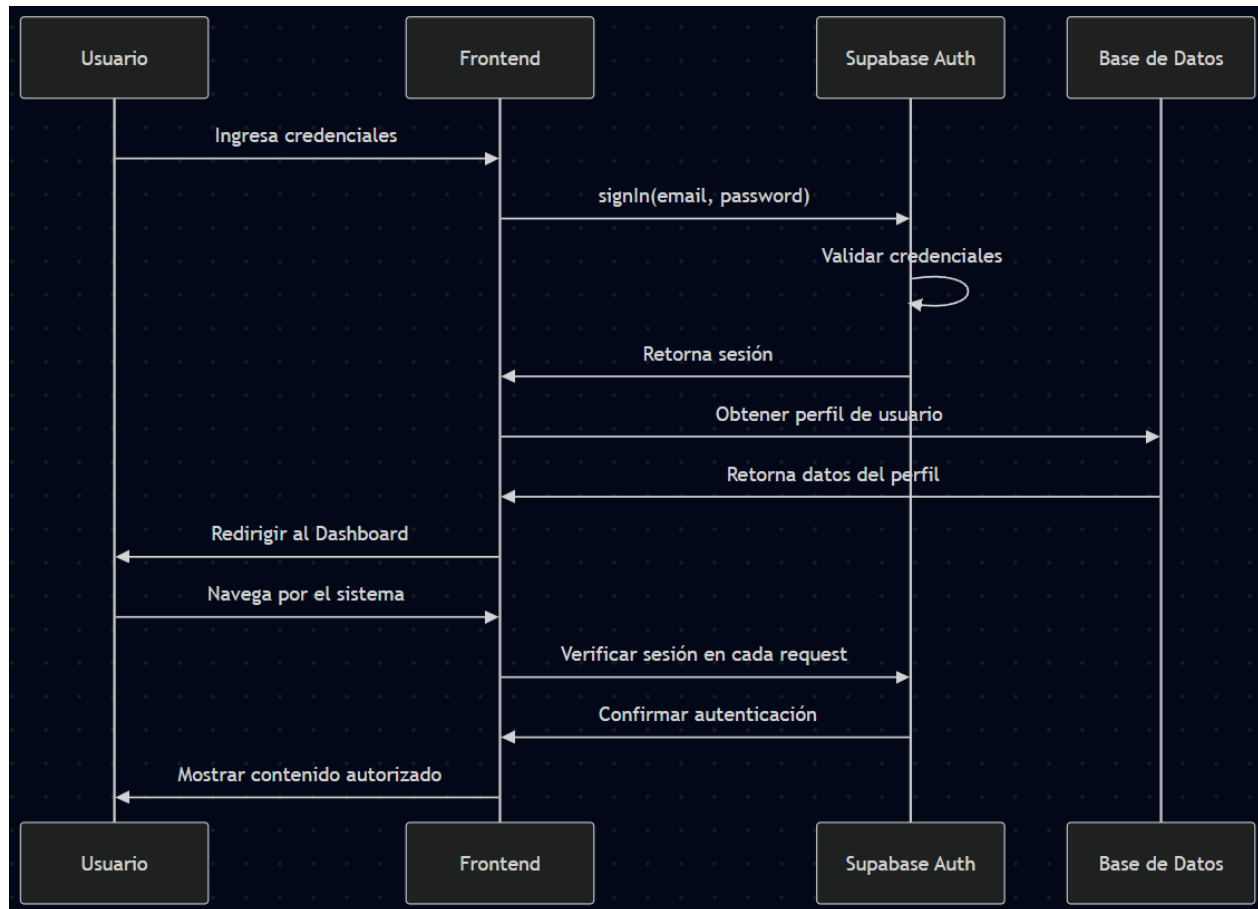 Usuario
Frontend
Supabase Auth
Base de Datos
Ingresa credenciales
signIn(email, password)
Validar credenciales
Retorna sesión
Obtener perfil de usuario
Retorna datos del perfil
Redirigir al Dashboard
Navega por el sistema
Verificar sesión en cada request
Confirmar autenticación
Mostrar contenido autorizado
Usuario
Frontend
Supabase Auth
Base de Datos